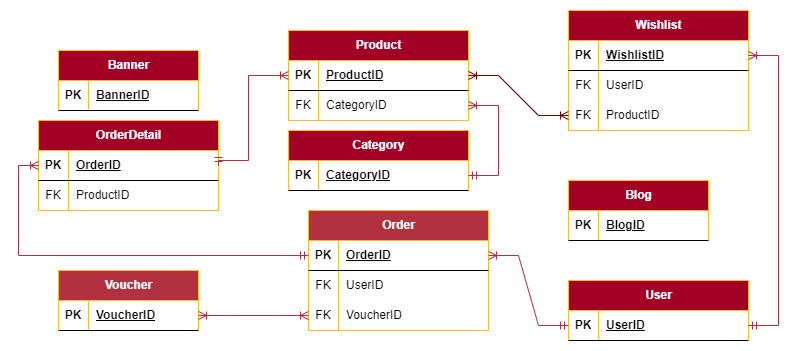 Banner
PK BannerID
OrderDetail
PK OrderID
FK ProductID
Product
PK ProductID
FK CategoryID
Category
PK CategoryID
Wishlist
PK WishlistID
FK UserID
FK ProductID
Blog
PK BlogID
Order
PK OrderID
FK UserID
FK VoucherID
Voucher
PK VoucherID
User
PK UserID